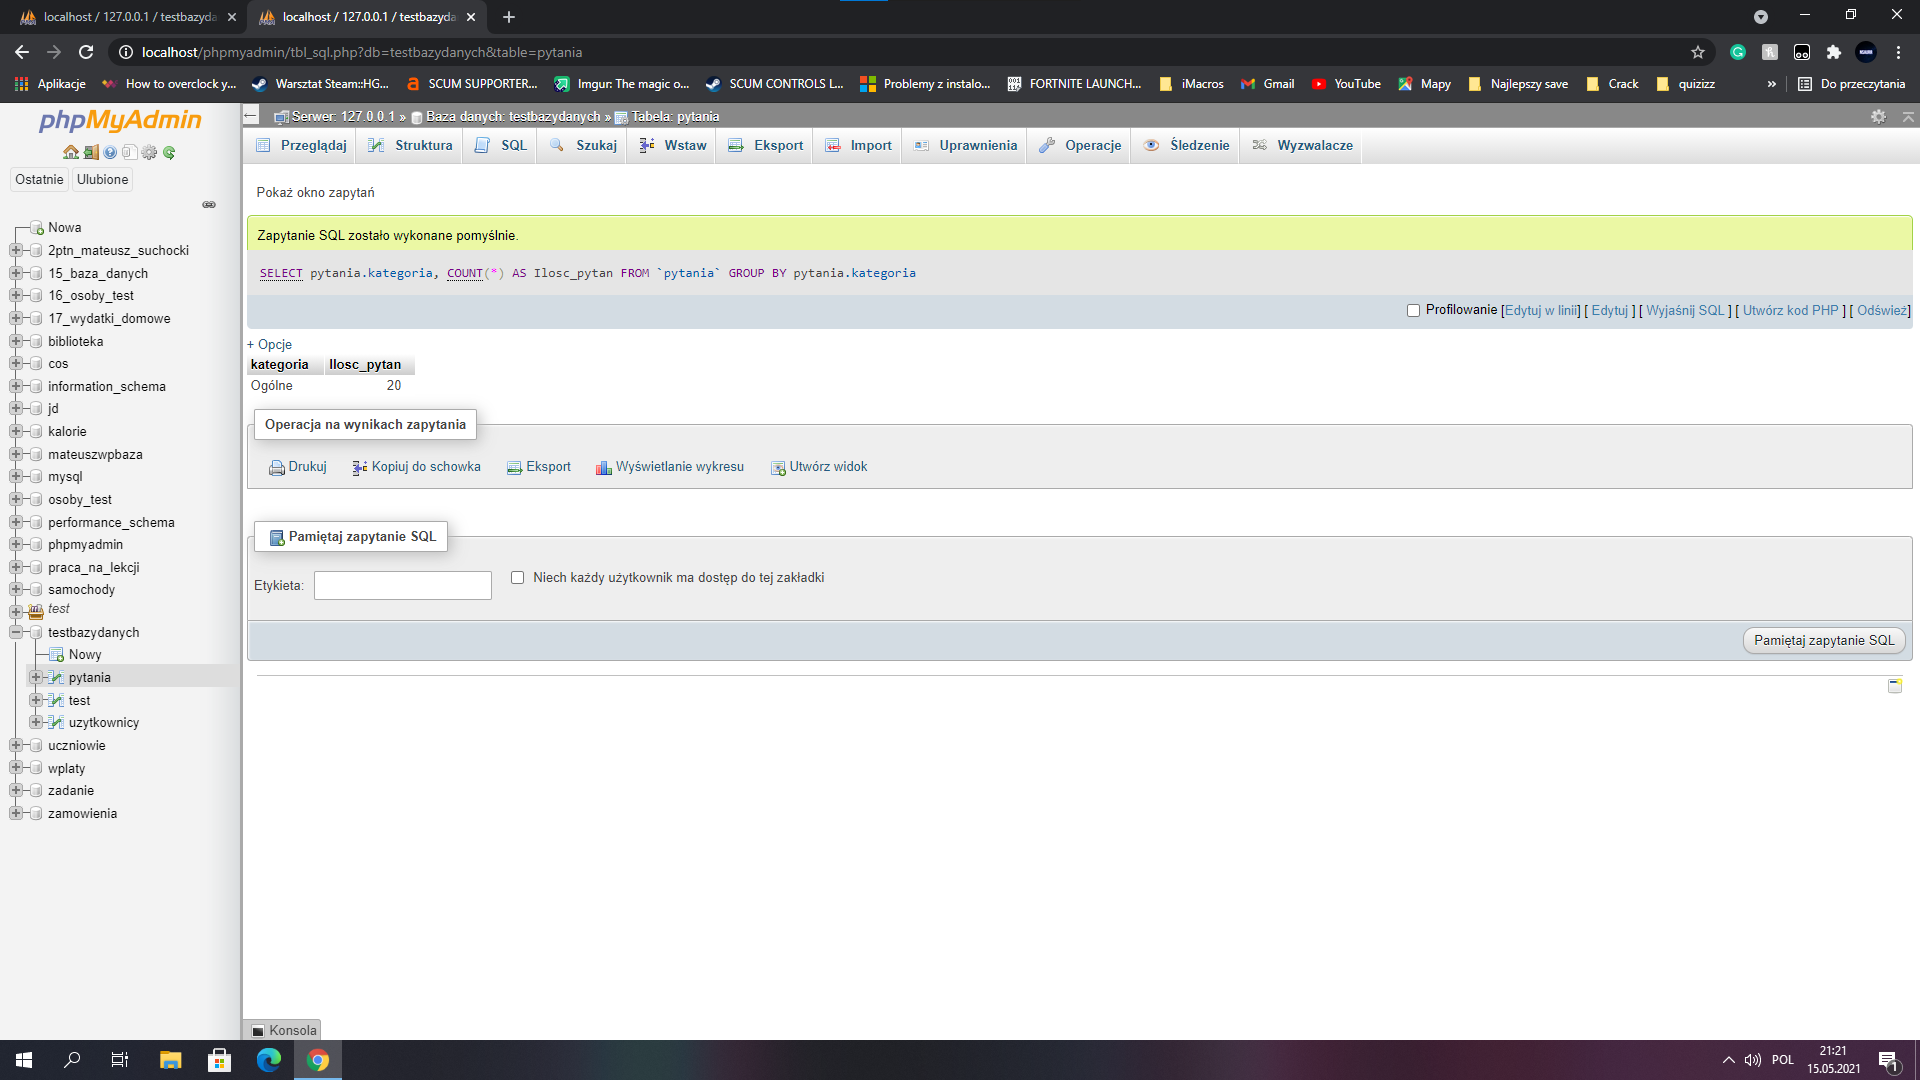 localhost / 127.0.0.1 / testbazyda
localhost / 127.0.0.1 / testbazyda
localhost/phpmyadmin/tbl_sql.php?db=testbazydanych&table=pytania
Aplikacje
How to overclock y...
Warsztat Steam::HG...
SCUM SUPPORTER...
Imgur: The magic o...
SCUM CONTROLS L...
Problemy z instalo...
FORTNITE LAUNCH...
iMacros
Gmail
YouTube
Mapy
Najlepszy save
Crack
quizizz
»
Do przeczytania
phpMyAdmin
Ostatnie
Ulubione
Nowa
2ptn_mateusz_suchocki
15_baza_danych
16_osoby_test
17_wydatki_domowe
biblioteka
cos
information_schema
jd
kalorie
mateuszwpbaza
mysql
osoby_test
performance_schema
phpmyadmin
praca_na_lekcji
samochody
test
testbazydanych
Nowy
pytania
test
uzytkownicy
uczniowie
wplaty
zadanie
zamowienia
Serwer: 127.0.0.1 » Baza danych: testbazydanych » Tabela: pytania
Przeglądaj
Struktura
SQL
Szukaj
Wstaw
Eksport
Import
Uprawnienia
Operacje
Śledzenie
Wyzwalacze
Pokaż okno zapytań
Zapytanie SQL zostało wykonane pomyślnie.
SELECT pytania.kategoria, COUNT(*) AS Ilosc_pytan FROM `pytania` GROUP BY pytania.kategoria
Profilowanie [Edytuj w linii] [ Edytuj ] [ Wyjaśnij SQL ] [ Utwórz kod PHP ] [ Odśwież]
+ Opcje
kategoria Ilosc_pytan
Ogólne 20
Operacja na wynikach zapytania
Drukuj
Kopiuj do schowka
Eksport
Wyświetlanie wykresu
Utwórz widok
Pamiętaj zapytanie SQL
Etykieta:
Niech każdy użytkownik ma dostęp do tej zakładki
Pamiętaj zapytanie SQL
Konsola
POL
21:21
15.05.2021
1